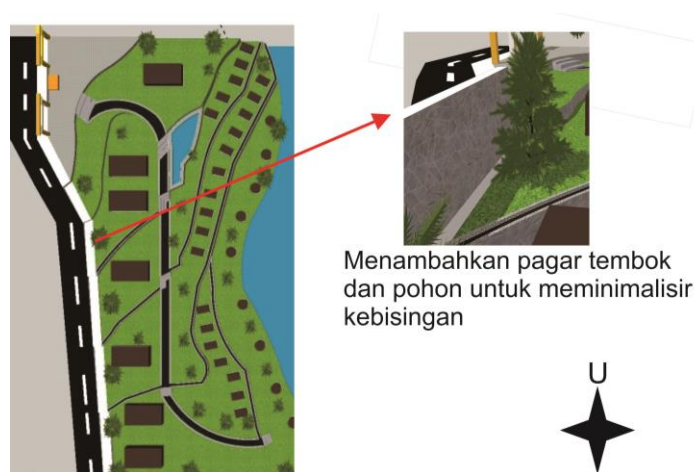 Menambahkan pagar tembok
dan pohon untuk meminimalisir
kebisingan
U